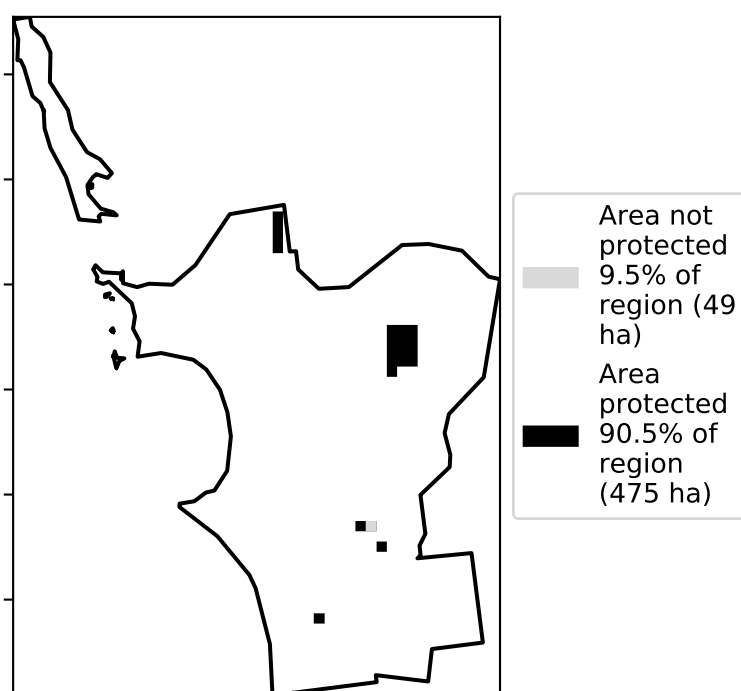 Area not
protected
9.5% of
region (49
ha)
Area
protected
90.5% of
region
(475 ha)